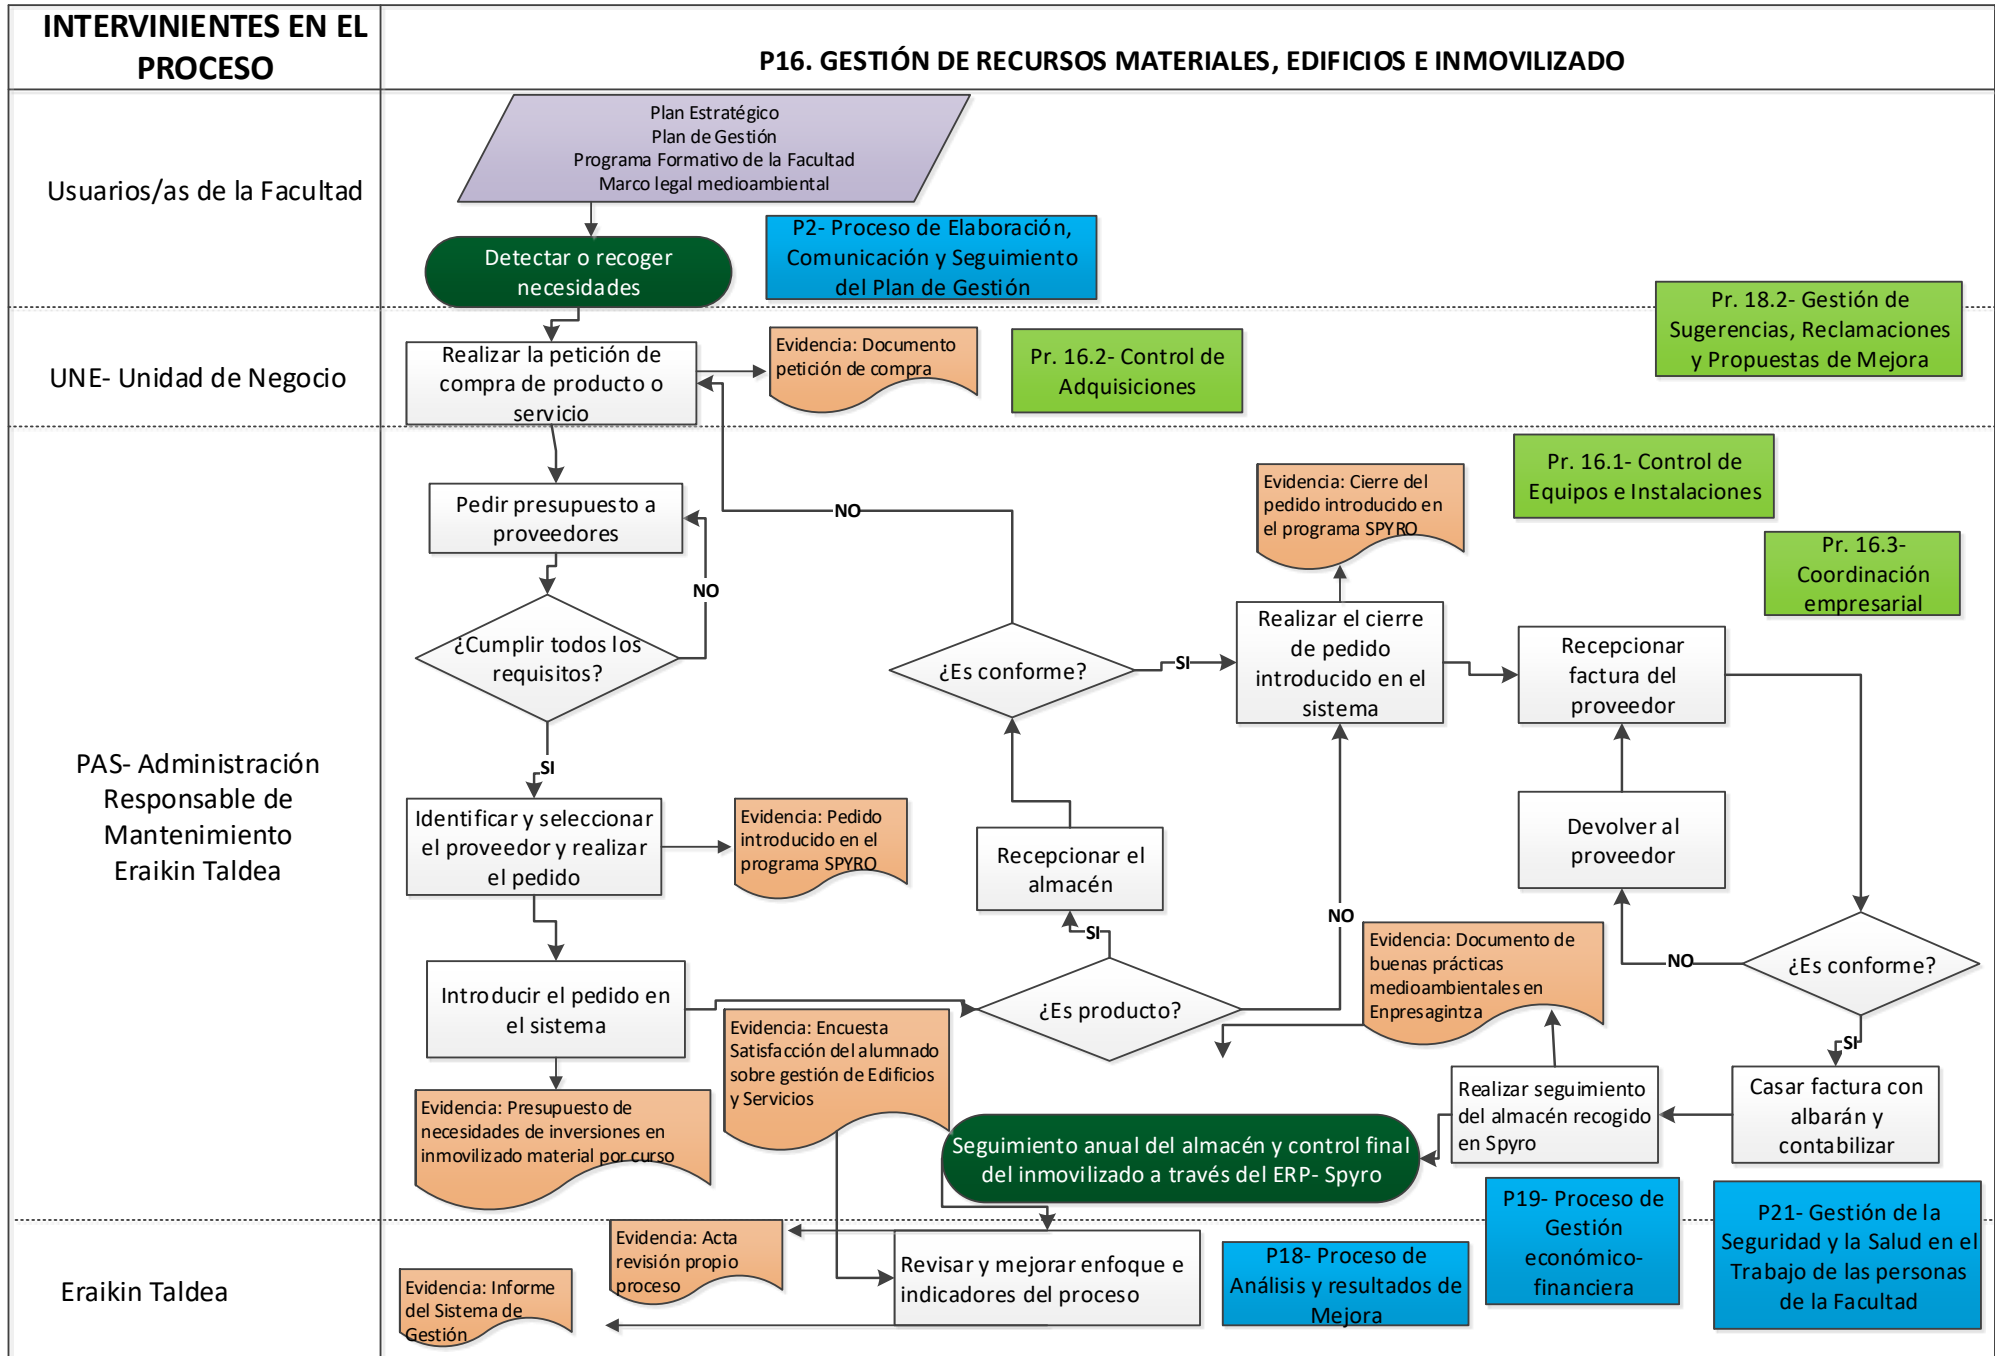 INTERVINIENTES EN EL
PROCESO
P16. GESTIÓN DE RECURSOS MATERIALES, EDIFICIOS E INMOVILIZADO
Usuarios/as de la Facultad
Plan Estratégico
Plan de Gestión
Programa Formativo de la Facultad
Marco legal medioambiental
Detectar o recoger
necesidades
P2- Proceso de Elaboración,
Comunicación y Seguimiento
del Plan de Gestión
Pr. 18.2- Gestión de
Sugerencias, Reclamaciones
y Propuestas de Mejora
UNE- Unidad de Negocio
Realizar la petición de
compra de producto o
servicio
Evidencia: Documento
petición de compra
Pr. 16.2- Control de
Adquisiciones
PAS- Administración
Responsable de
Mantenimiento
Eraikin Taldea
Pr. 16.1- Control de
Equipos e Instalaciones
Pr. 16.3-
Coordinación
empresarial
Pedir presupuesto a
proveedores
NO
NO
Evidencia: Cierre del
pedido introducido en
el programa SPYRO
¿Cumplir todos los
requisitos?
SI
¿Es conforme?
SI
Realizar el cierre
de pedido
introducido en el
sistema
Recepcionar
factura del
proveedor
Identificar y seleccionar
el proveedor y realizar
el pedido
Evidencia: Pedido
introducido en el
programa SPYRO
Recepcionar el
almacén
Devolver al
proveedor
SI
NO
NO
¿Es conforme?
SI
Introducir el pedido en
el sistema
¿Es producto?
Evidencia: Documento de
buenas prácticas
medioambientales en
Enpresagintza
Evidencia: Encuesta
Satisfacción del alumnado
sobre gestión de Edificios
y Servicios
Evidencia: Presupuesto de
necesidades de inversiones en
inmovilizado material por curso
Realizar seguimiento
del almacén recogido
en Spyro
Casar factura con
albarán y
contabilizar
Seguimiento anual del almacén y control final
del inmovilizado a través del ERP- Spyro
P19- Proceso de
Gestión
económico-
financiera
P21- Gestión de la
Seguridad y la Salud en el
Trabajo de las personas
de la Facultad
Eraikin Taldea
Evidencia: Acta
revisión propio
proceso
Evidencia: Informe
del Sistema de
Gestión
Revisar y mejorar enfoque e
indicadores del proceso
P18- Proceso de
Análisis y resultados de
Mejora